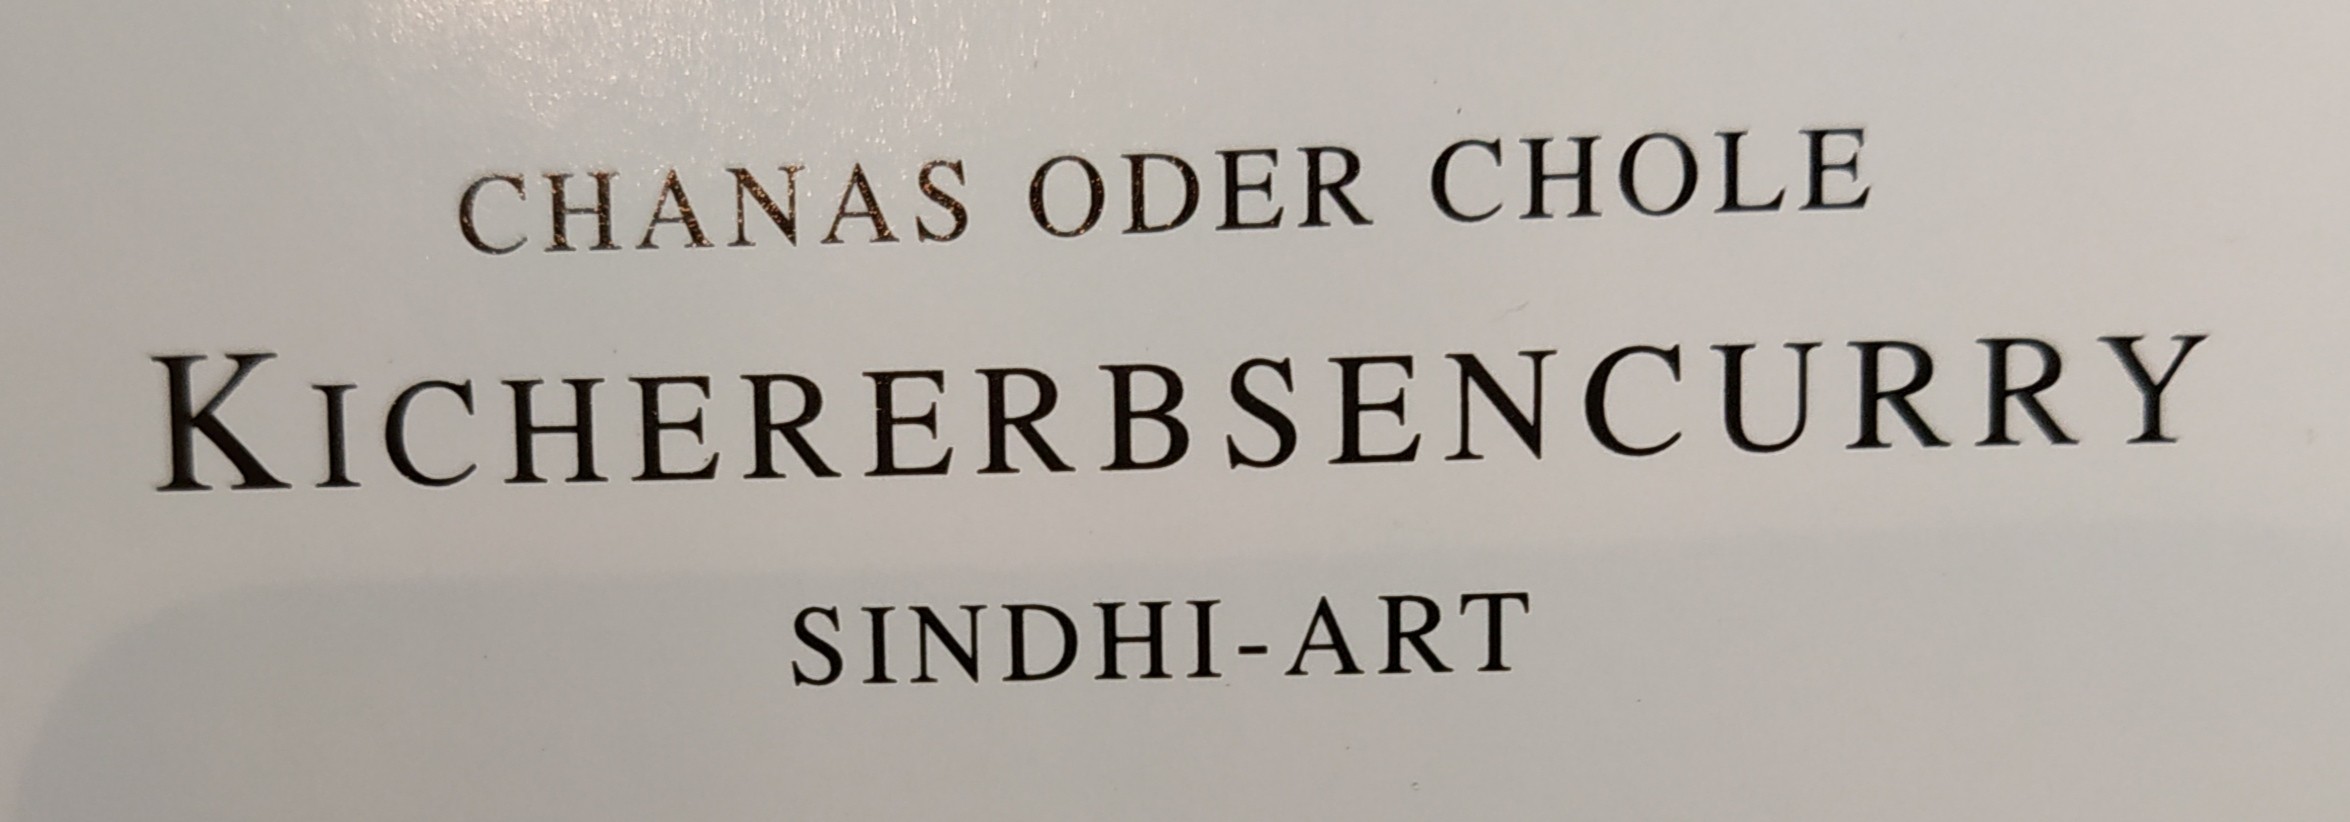 CHANAS ODER CHOLE
KICHERERBSENCURRY
SINDHI-ART